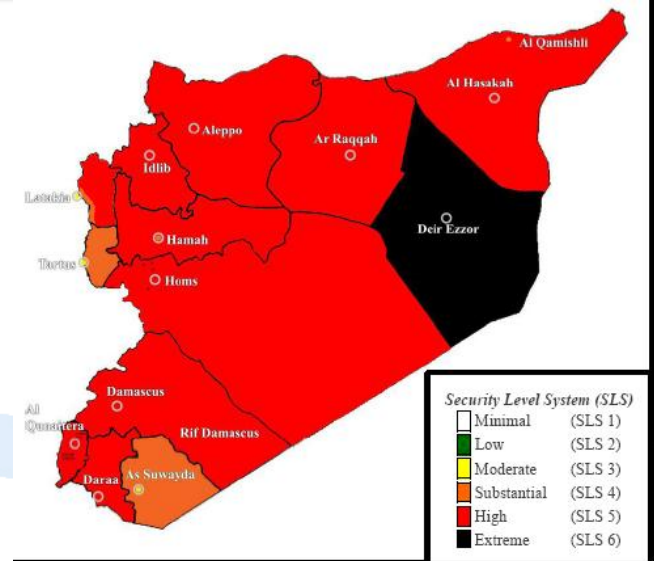 Al Qamishli
Al Hasakah
Aleppo
Ar Raqqah
Idlib
Latakia
Deir Ezzor
Hamah
Tartus
Homs
Damascus
Al
Qunaitera
Rif Damascus
Daraa
As Suwayda
Security Level System (SLS)
Minimal (SLS 1)
Low (SLS 2)
Moderate (SLS 3)
Substantial (SLS 4)
High (SLS 5)
Extreme (SLS 6)